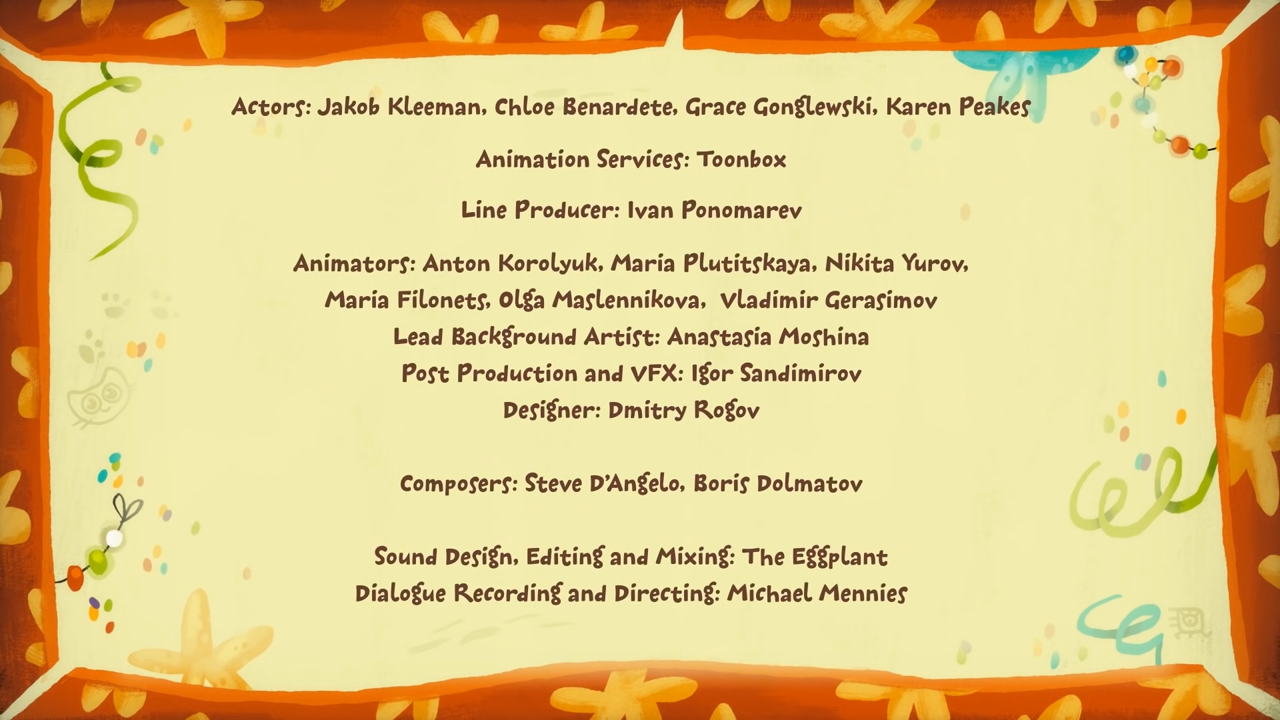 Actors: Jakob Kleeman, Chloe Benardete, Grace Gonglewski, Karen Peakes
Animation Services: Toonbox
Line Producer: Ivan Ponomarev
Animators: Anton Korolyuk, Maria Plutitskaya, Nikita Yurov,
Maria Filonets, Olga Maslennikova, Vladimir Gerasimov
Lead Background Artist: Anastasia Moshina
Post Production and VFX: Igor Sandimirov
Designer: Dmitry Rogov
Composers: Steve D'Angelo, Boris Dolmatov
Sound Design, Editing and Mixing: The Eggplant
Dialogue Recording and Directing: Michael Mennies